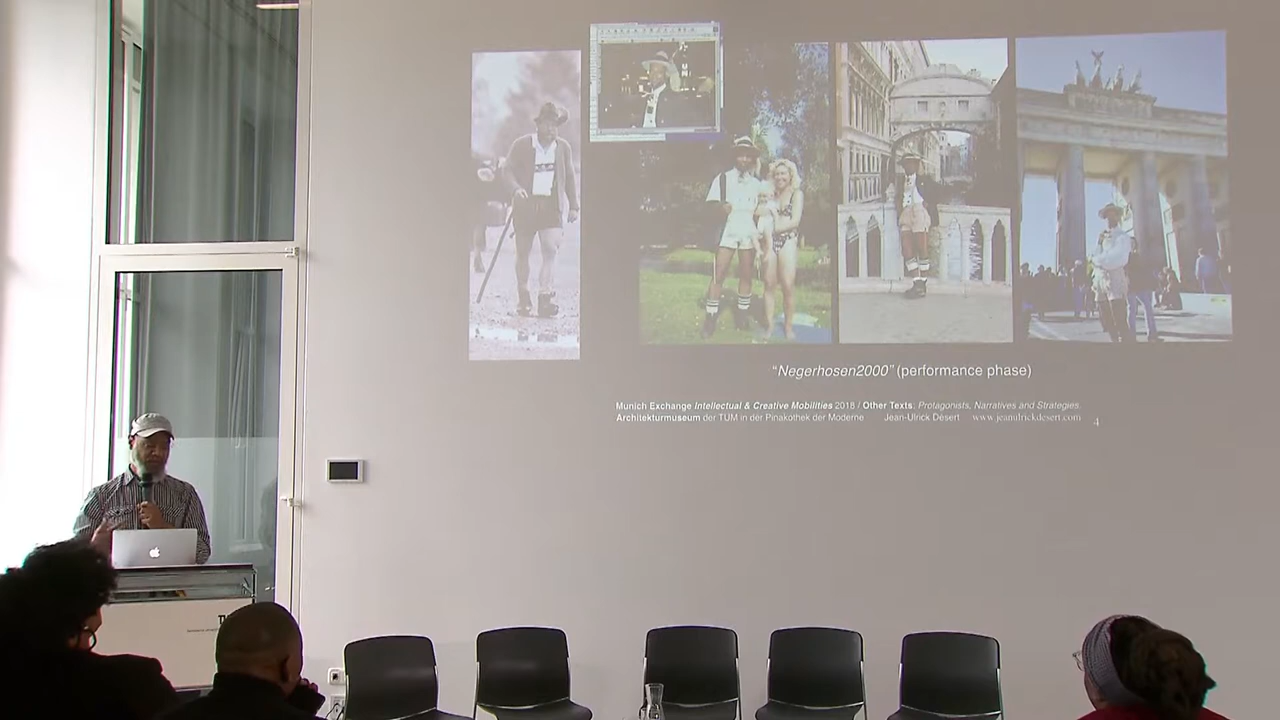 “Negerhosen2000” (performance phase)
Munich Exchange Intellectual & Creative Mobilities 2018 / Other Texts: Protagonists, Narratives and Strategies.
Architekturmuseum der TUM in der Pinakothek der Moderne Jean-Ulrick Désert www.jeanulrickdesert.com
4